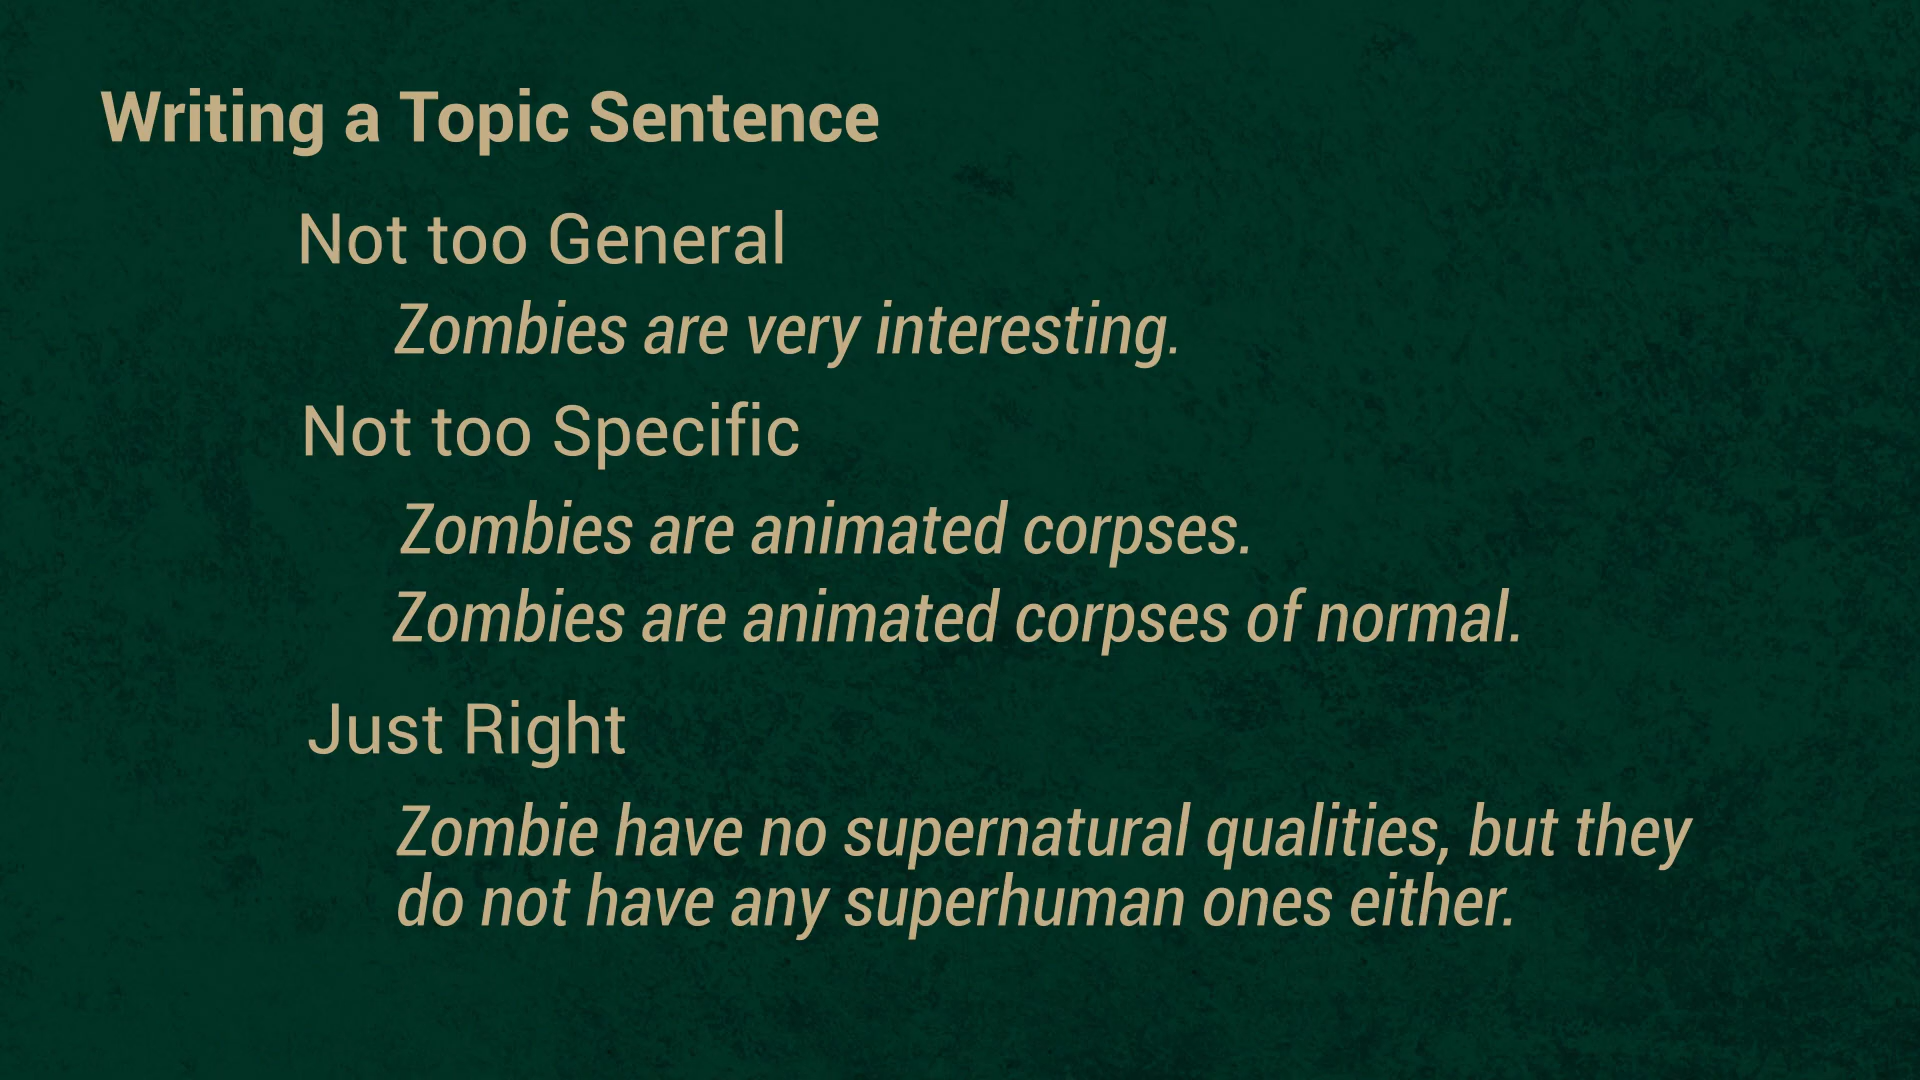 Writing a Topic Sentence
Not too General
Zombies are very interesting.
Not too Specific
Zombies are animated corpses.
Zombies are animated corpses of normal.
Just Right
Zombie have no supernatural qualities, but they
do not have any superhuman ones either.